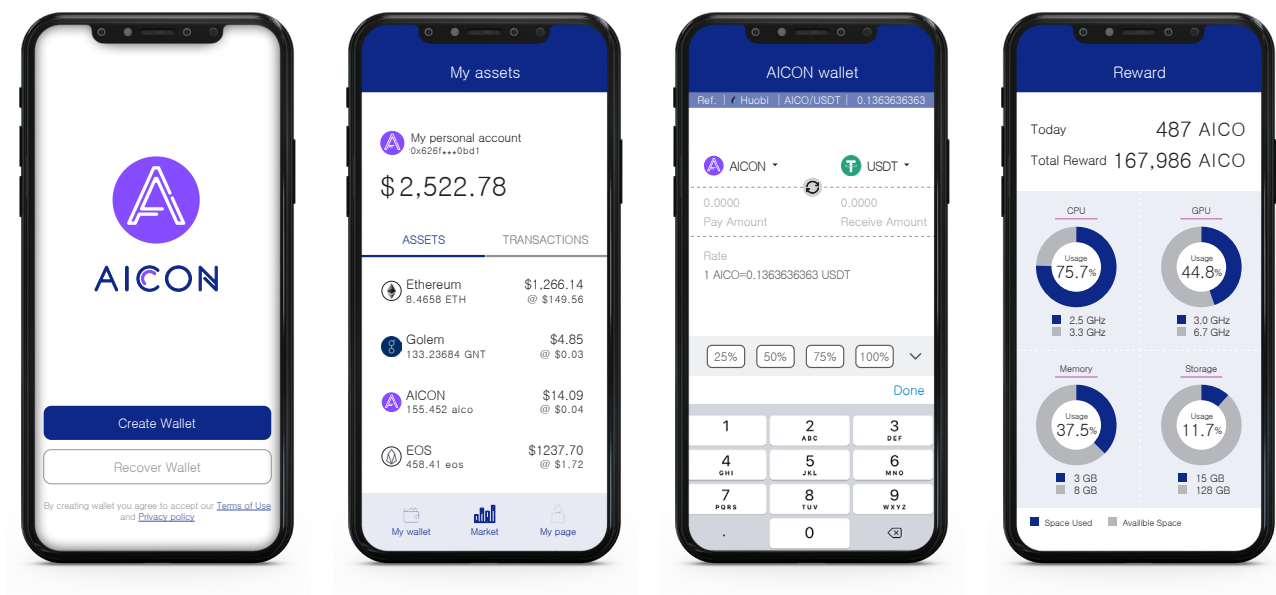 AICON
Create Wallet
Recover Wallet
By creating wallet you agree to accept our Terms of Use
and Privacy policy
My assets
My personal account
0x626f***0bd1
$2,522.78
ASSETS TRANSACTIONS
Ethereum $1,266.14
8.4658 ETH @ $149.56
Golem $4.85
133.23684 GNT @ $0.03
AICON $14.09
155.452 aico @ $0.04
EOS $1237.70
458.41 eos @ $1.72
My wallet Market My page
AICON wallet
Ref. | Huobi | AICO/USDT | 0.1363636363
AICON USDT
0.0000 0.0000
Pay Amount Receive Amount
Rate
1 AICO=0.1363636363 USDT
25% 50% 75% 100%
Done
1 2 3
ABC DEF
4 5 6
GHI JKL MNO
7 8 9
PQRS TUV WXYZ
. 0
Reward
Today 487 AICO
Total Reward 167,986 AICO
CPU GPU
Usage Usage
75.7% 44.8%
2.5 GHz 3.0 GHz
3.3 GHz 6.7 GHz
Memory Storage
Usage Usage
37.5% 11.7%
3 GB 15 GB
8 GB 128 GB
Space Used Availible Space